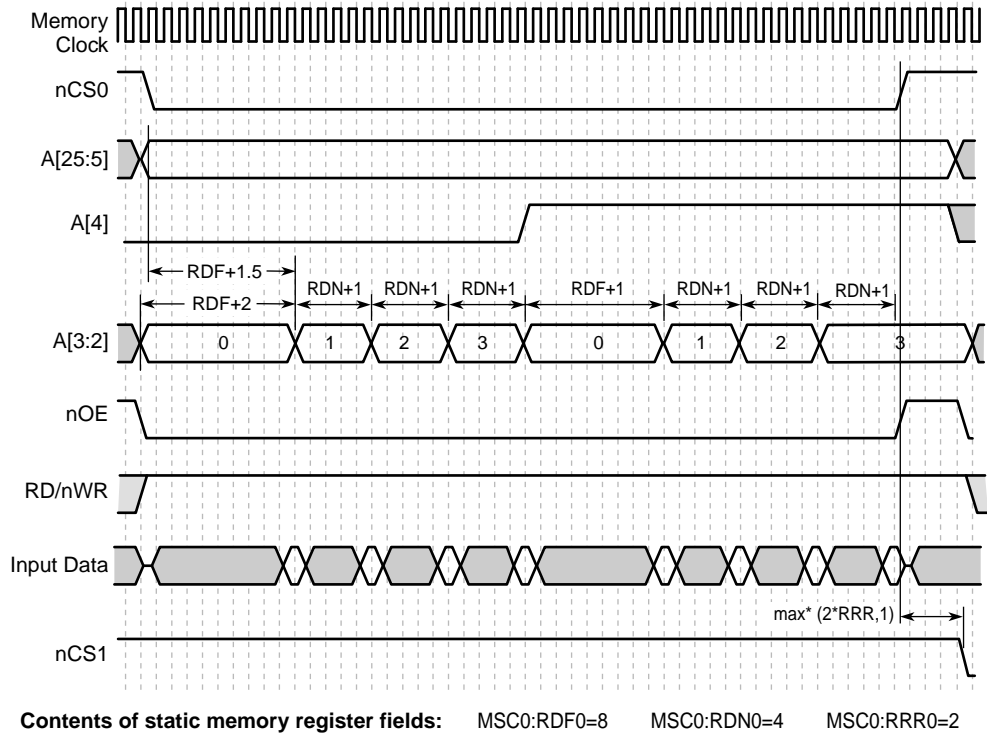 Memory
Clock
nCS0
A[25:5]
A[4]
RDF+1.5
RDF+2 RDN+1 RDN+1 RDN+1 RDF+1 RDN+1 RDN+1 RDN+1
A[3:2] 0 1 2 3 0 1 2 3
nOE
RD/nWR
Input Data
max* (2*RRR,1)
nCS1
Contents of static memory register fields: MSC0:RDF0=8 MSC0:RDN0=4 MSC0:RRR0=2